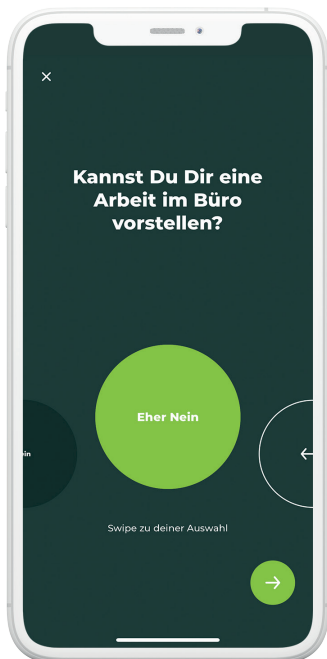 Kannst Du Dir eine
Arbeit im Büro
vorstellen?
Eher Nein
Swipe zu deiner Auswahl